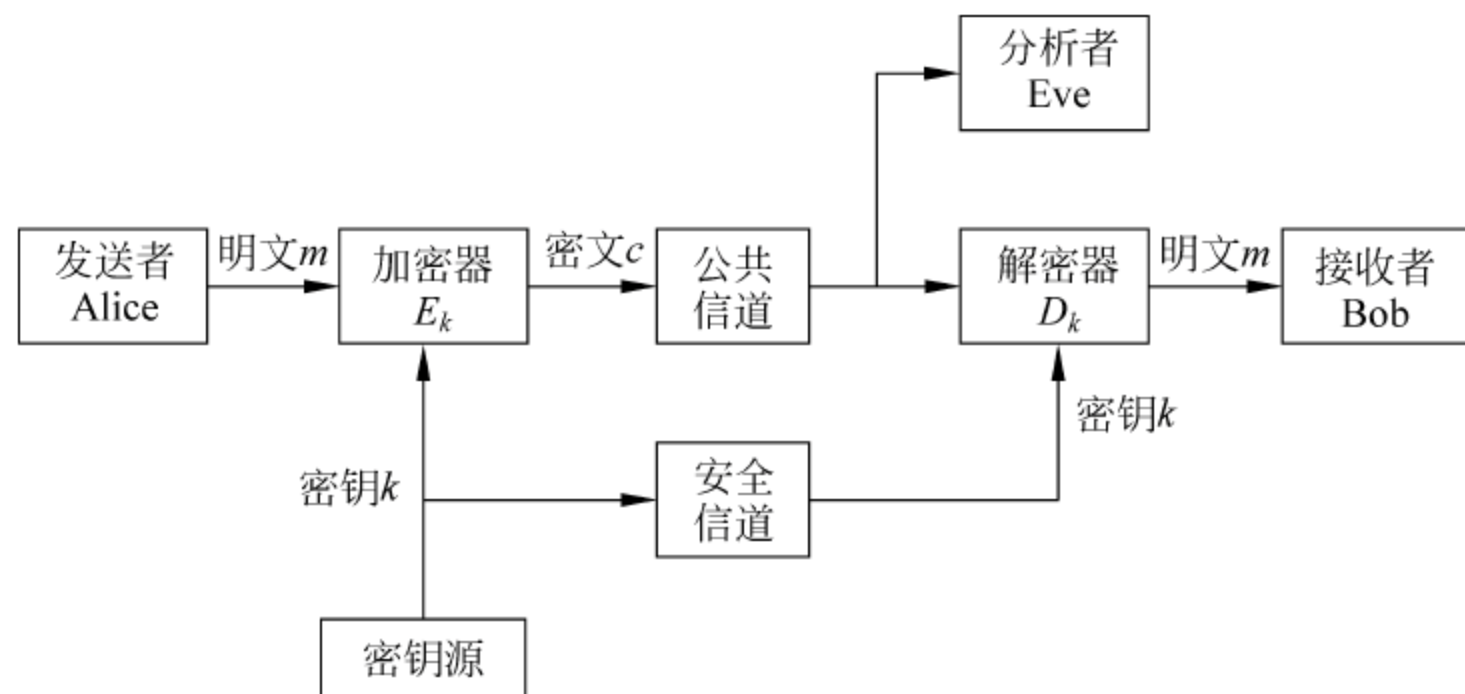 分析者
Eve
发送者
Alice
明文m
加密器
Eₖ
密文c
公共
信道
解密器
Dₖ
明文m
接收者
Bob
密钥k
密钥k
安全
信道
密钥源